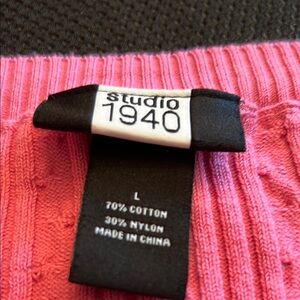 studio
1940
L
70% COTTON
30% NYLON
MADE IN CHINA